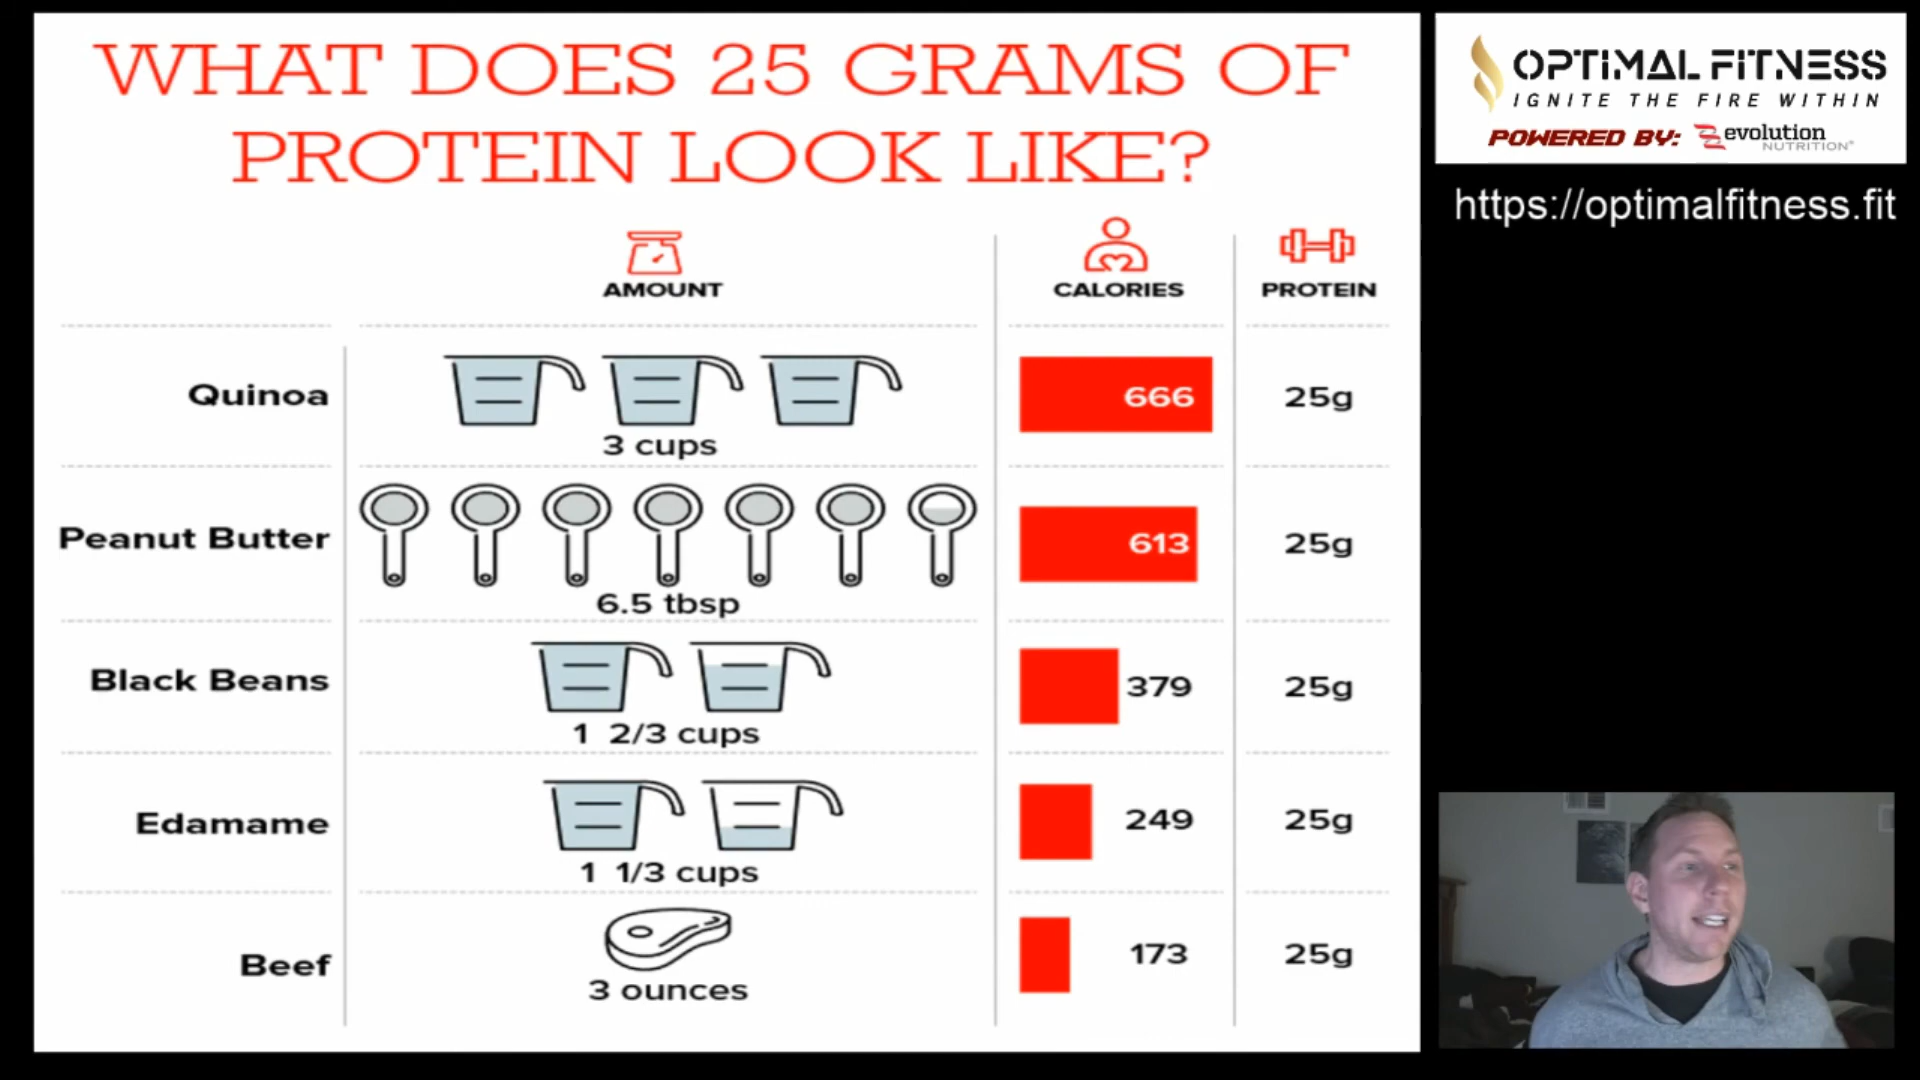 WHAT DOES 25 GRAMS OF
PROTEIN LOOK LIKE?
AMOUNT
CALORIES
PROTEIN
Quinoa
3 cups
666
25g
Peanut Butter
6.5 tbsp
613
25g
Black Beans
1 2/3 cups
379
25g
Edamame
1 1/3 cups
249
25g
Beef
3 ounces
173
25g
OPTIMAL FITNESS
IGNITE THE FIRE WITHIN
POWERED BY: evolution
NUTRITION
https://optimalfitness.fit